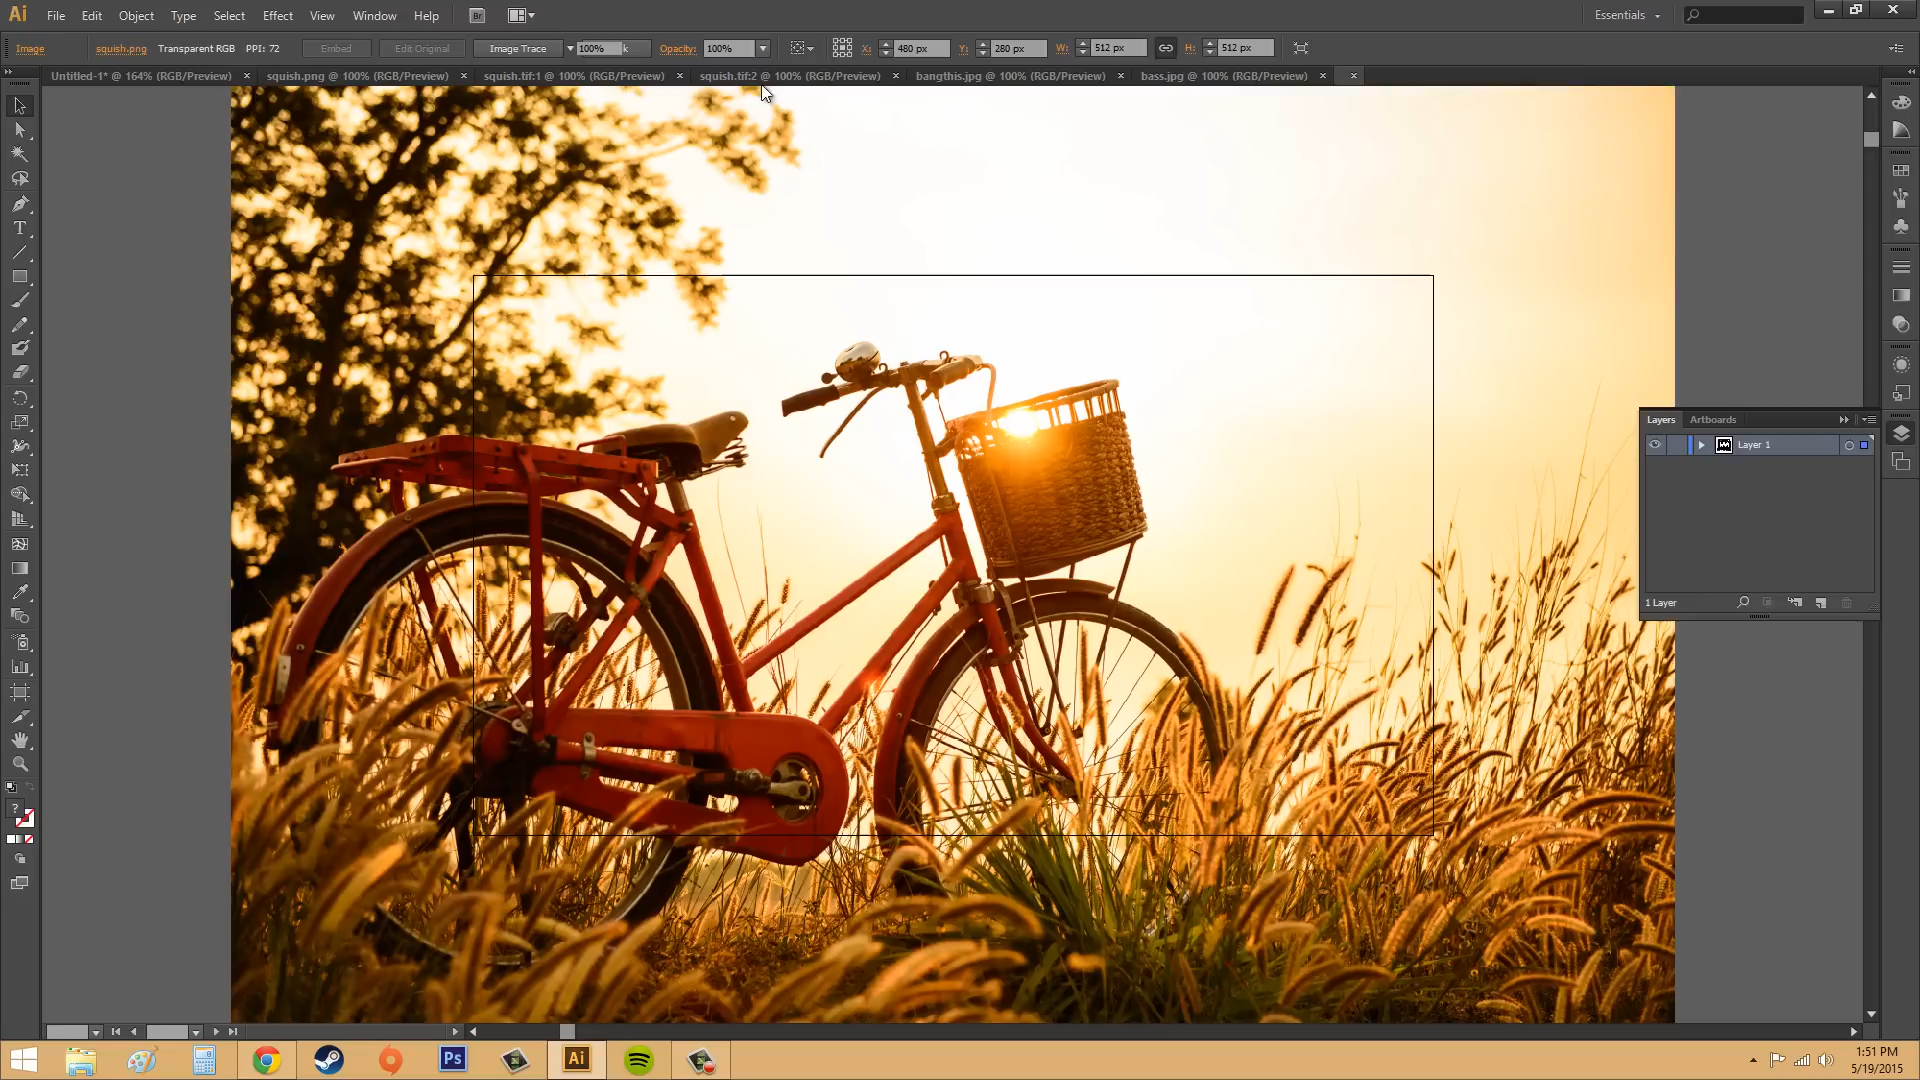 Ai File Edit Object Type Select Effect View Window Help Br Essentials
Image squish.png Transparent RGB PPI: 72 Embed Edit Original Image Trace 100% Opacity: 100% X: 480 px Y: 280 px W: 512 px H: 512 px
Untitled-1* @ 164% (RGB/Preview) squish.png @ 100% (RGB/Preview) squish.tif:1 @ 100% (RGB/Preview) squish.tif:2 @ 100% (RGB/Preview) bangthis.jpg @ 100% (RGB/Preview) bass.jpg @ 100% (RGB/Preview)
Layers Artboards
Layer 1
1 Layer
Ps Ai
1:51 PM
5/19/2015